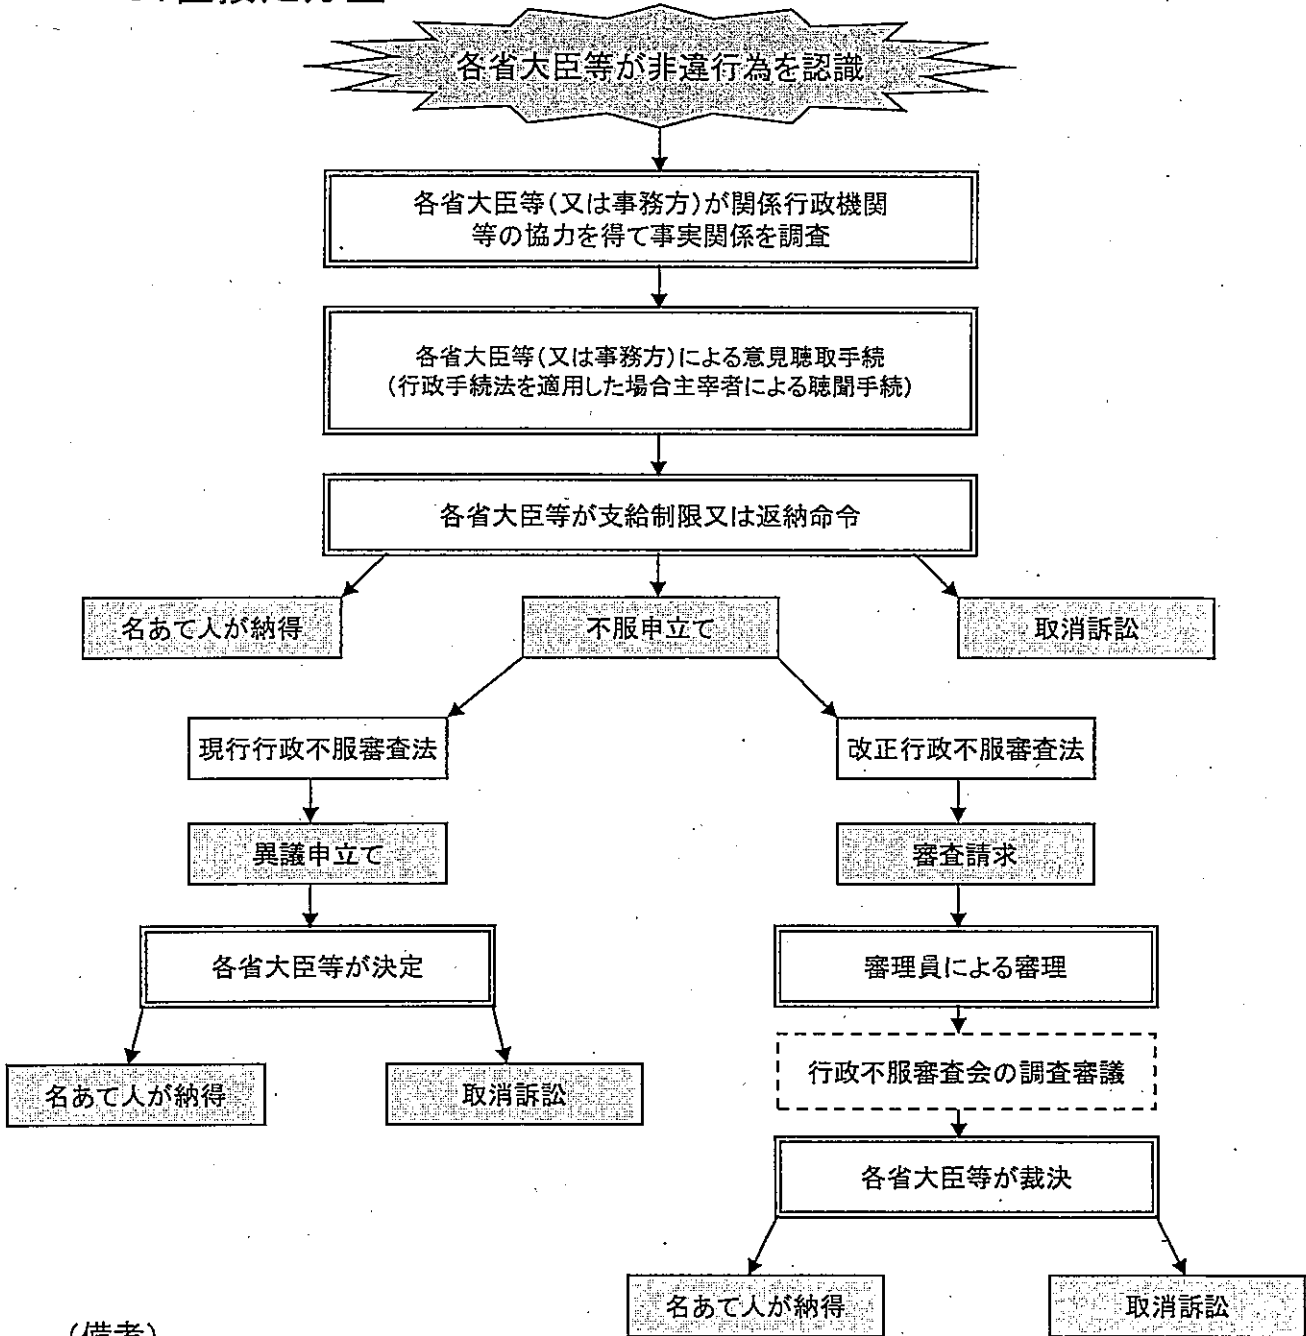 各省大臣等が非違行為を認識
各省大臣等(又は事務方)が関係行政機関
等の協力を得て事実関係を調査
各省大臣等(又は事務方)による意見聴取手続
(行政手続法を適用した場合主宰者による聴聞手続)
各省大臣等が支給制限又は返納命令
名あて人が納得
不服申立て
取消訴訟
現行行政不服審査法
改正行政不服審査法
異議申立て
審査請求
各省大臣等が決定
審理員による審理
名あて人が納得
取消訴訟
行政不服審査会の調査審議
各省大臣等が裁決
名あて人が納得
取消訴訟
(備考)